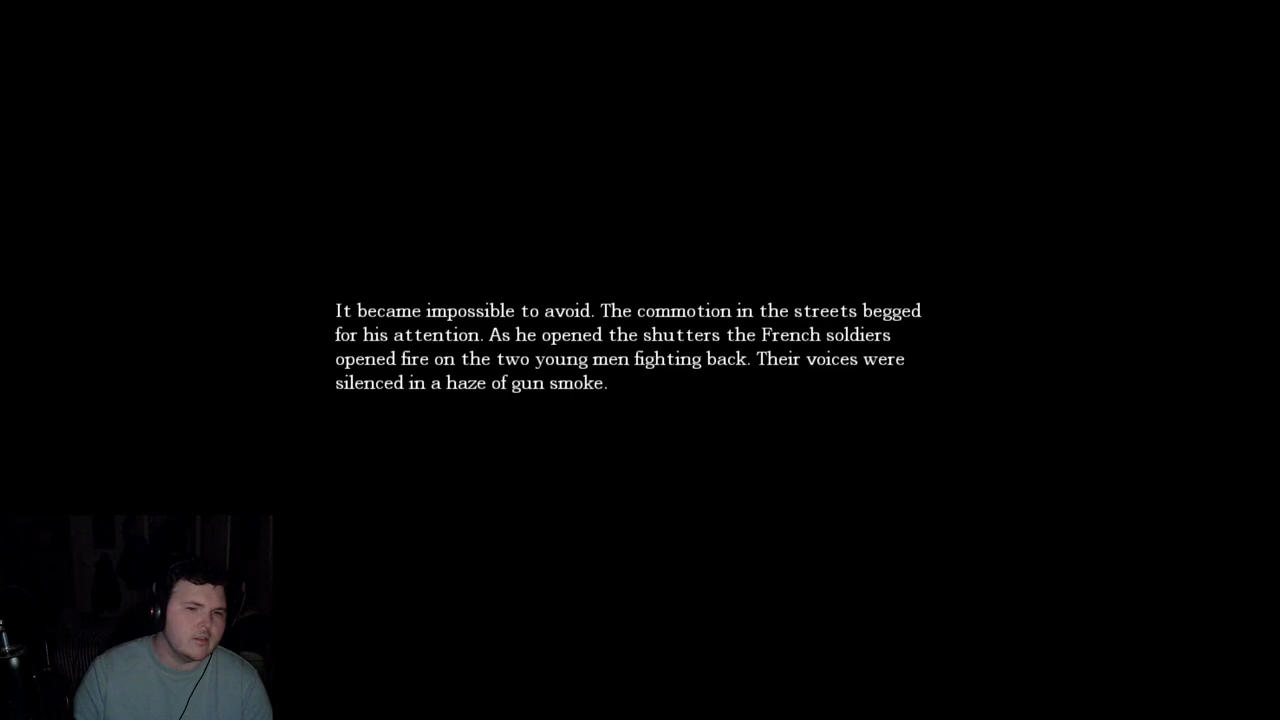 It became impossible to avoid. The commotion in the streets begged
for his attention. As he opened the shutters the French soldiers
opened fire on the two young men fighting back. Their voices were
silenced in a haze of gun smoke.